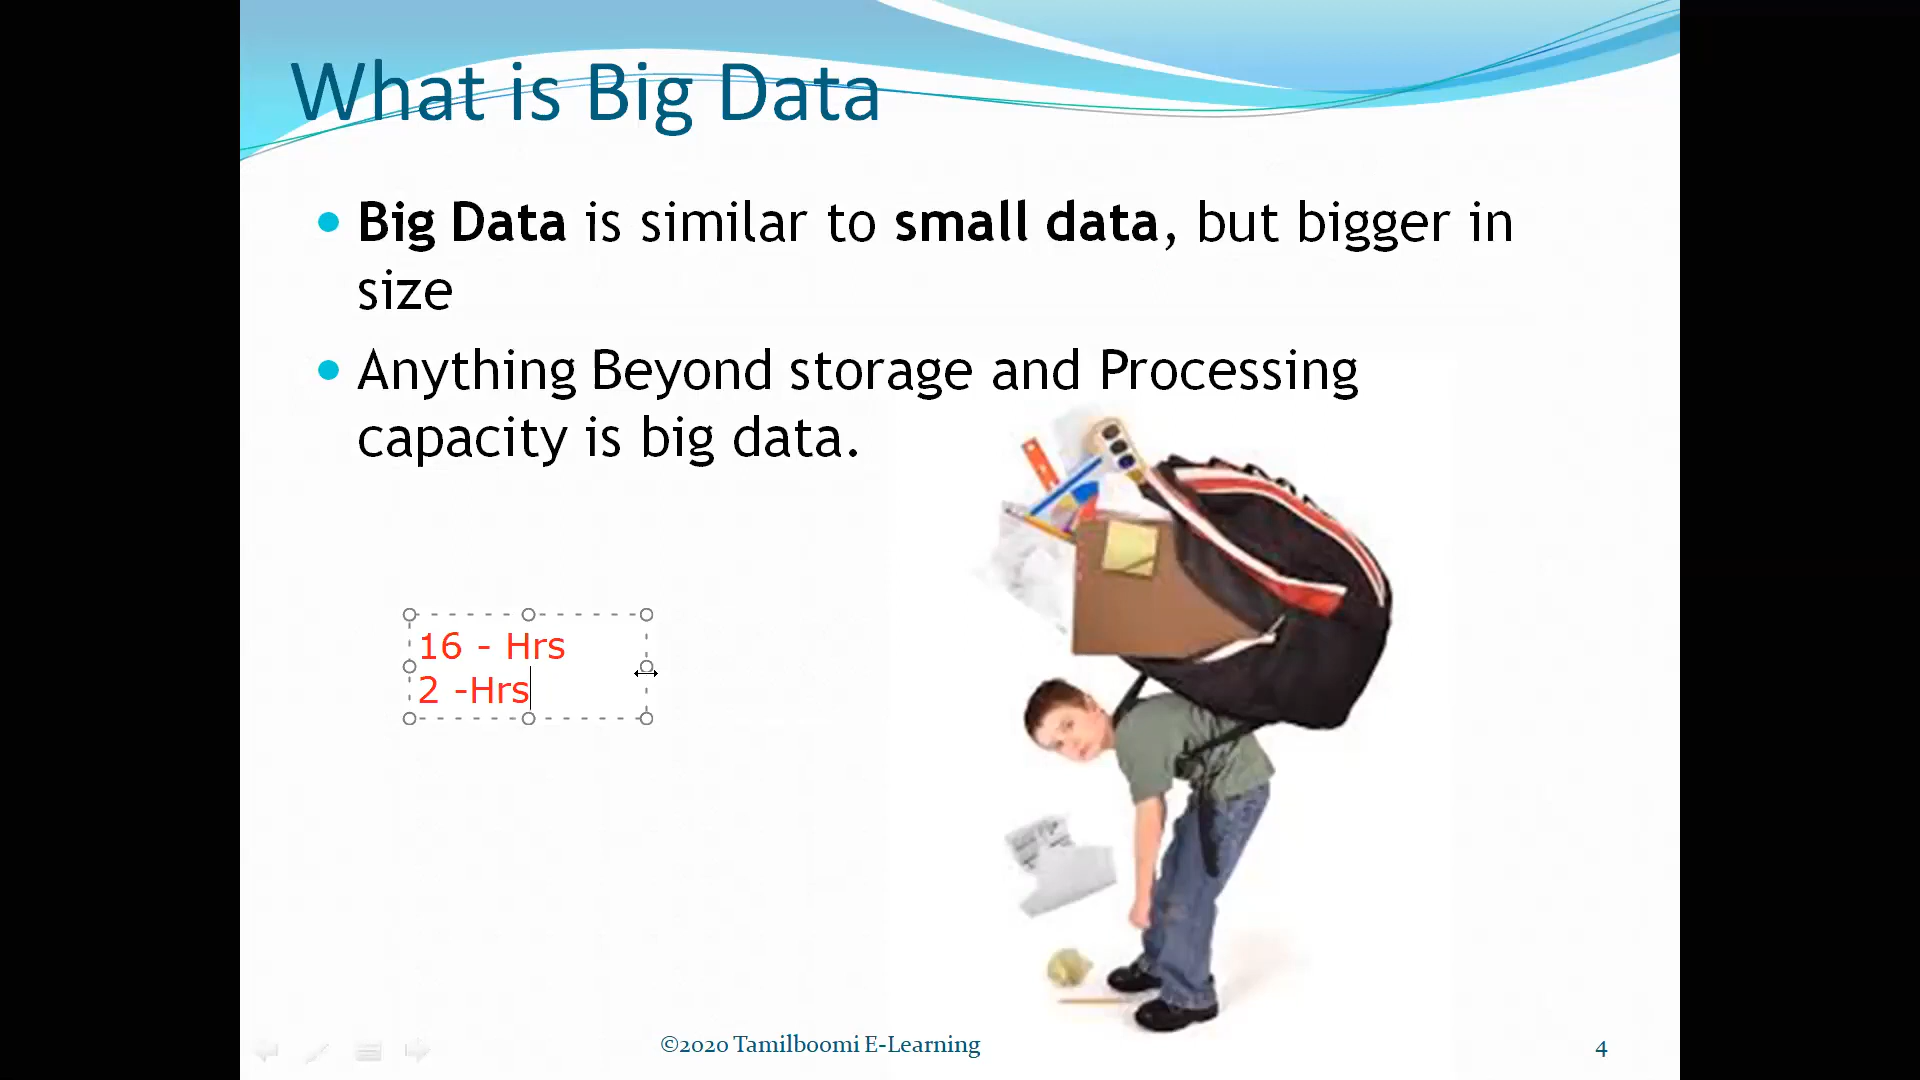 What is Big Data
Big Data is similar to small data, but bigger in
size
Anything Beyond storage and Processing
capacity is big data.
16 - Hrs
2 -Hrs
©2020 Tamilboomi E-Learning
4